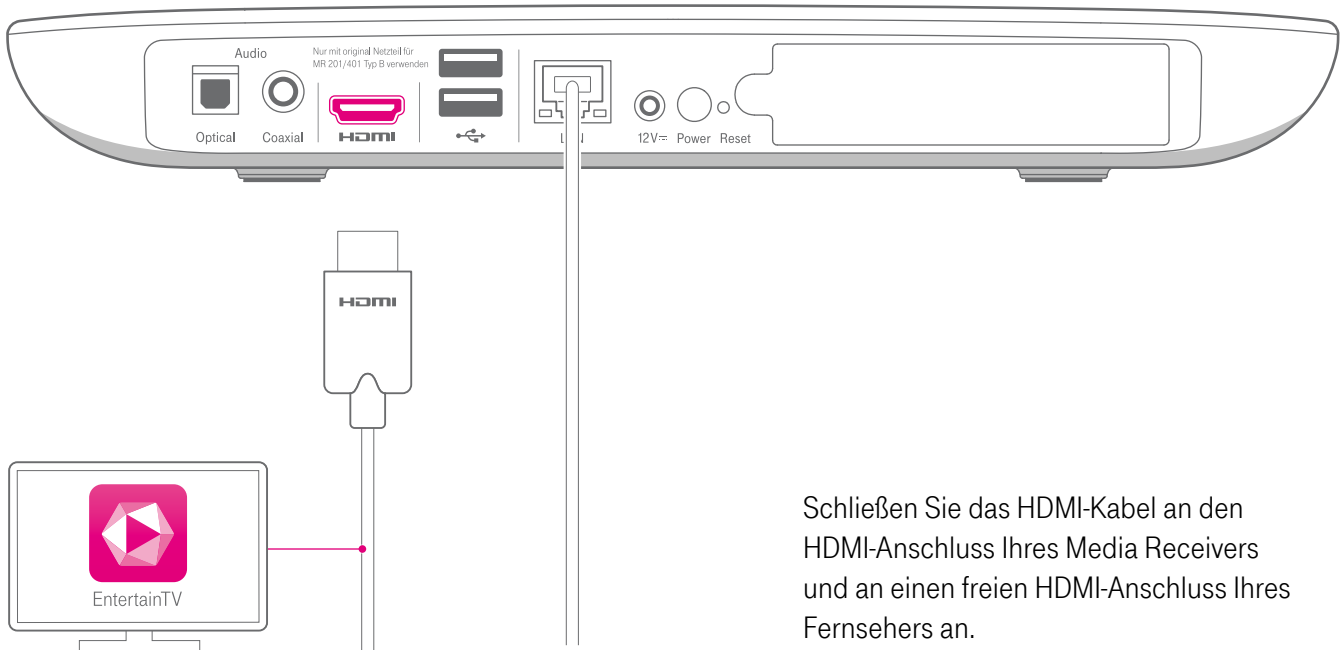 Audio
Nur mit original Netzteil für
MR 201/401 Typ B verwenden
Optical Coaxial HDMI 12V Power Reset
HDMI
EntertainTV
Schließen Sie das HDMI-Kabel an den
HDMI-Anschluss Ihres Media Receivers
und an einen freien HDMI-Anschluss Ihres
Fernsehers an.